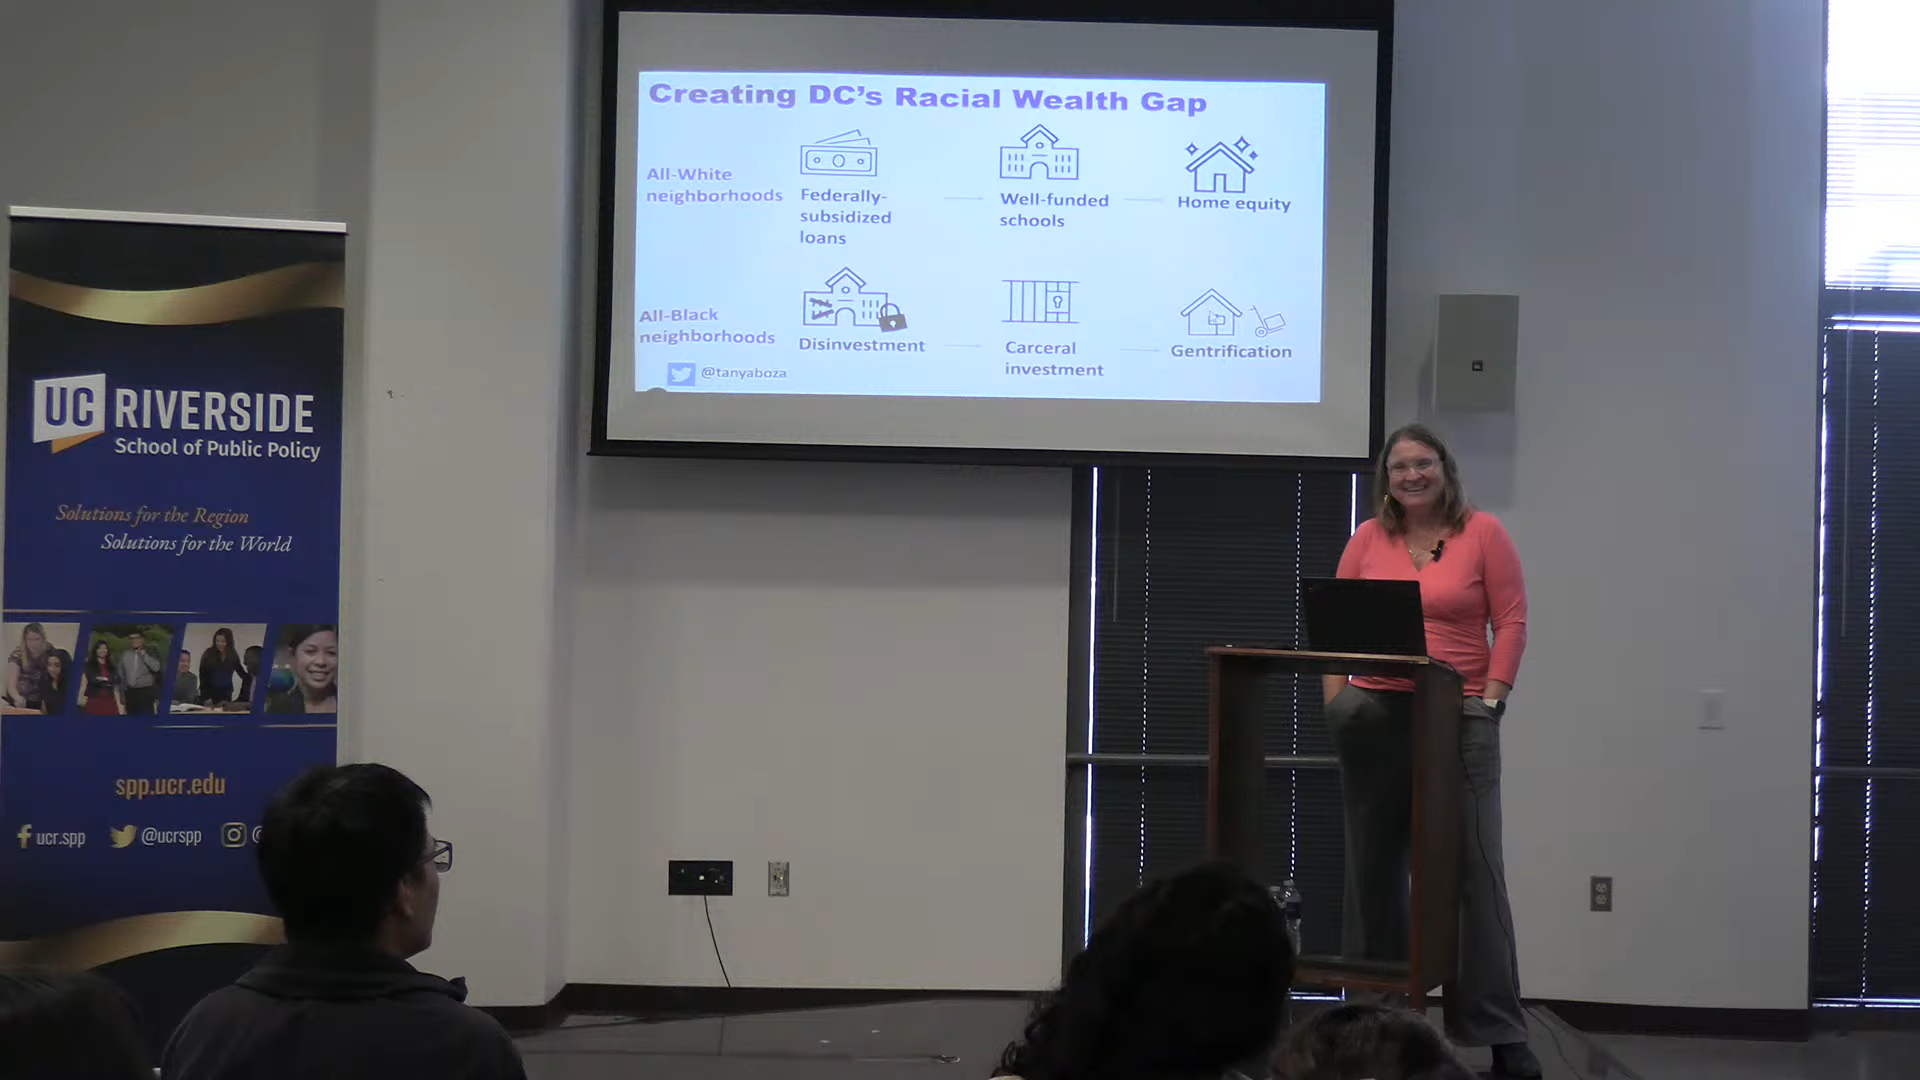 Creating DC's Racial Wealth Gap
All-White
neighborhoods
Federally-
subsidized
loans
Well-funded
schools
Home equity
All-Black
neighborhoods
Disinvestment
Carceral
investment
Gentrification
@tanyaboza
UC RIVERSIDE
School of Public Policy
Solutions for the Region
Solutions for the World
spp.ucr.edu
ucr.spp @ucrspp @